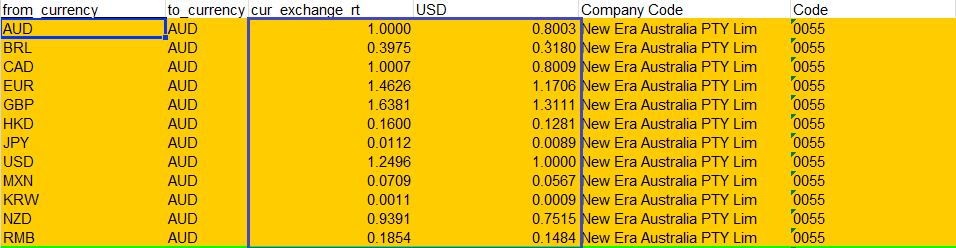 from_currency to_currency cur_exchange_rt USD Company Code Code
AUD AUD 1.0000 0.8003 New Era Australia PTY Lim 0055
BRL AUD 0.3975 0.3180 New Era Australia PTY Lim 0055
CAD AUD 1.0007 0.8009 New Era Australia PTY Lim 0055
EUR AUD 1.4626 1.1706 New Era Australia PTY Lim 0055
GBP AUD 1.6381 1.3111 New Era Australia PTY Lim 0055
HKD AUD 0.1600 0.1281 New Era Australia PTY Lim 0055
JPY AUD 0.0112 0.0089 New Era Australia PTY Lim 0055
USD AUD 1.2496 1.0000 New Era Australia PTY Lim 0055
MXN AUD 0.0709 0.0567 New Era Australia PTY Lim 0055
KRW AUD 0.0011 0.0009 New Era Australia PTY Lim 0055
NZD AUD 0.9391 0.7515 New Era Australia PTY Lim 0055
RMB AUD 0.1854 0.1484 New Era Australia PTY Lim 0055